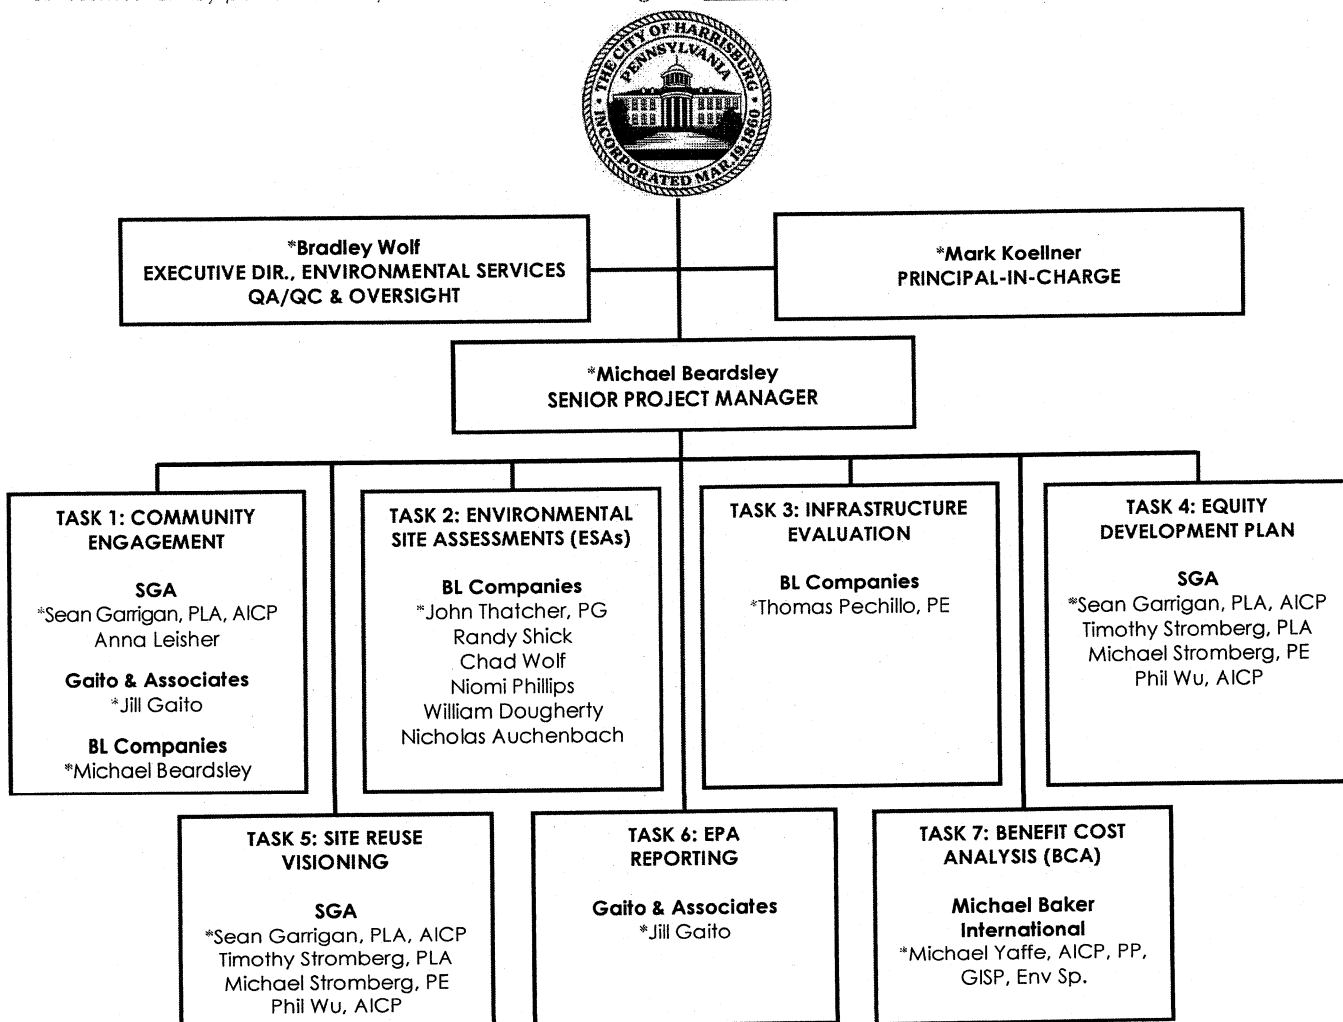 THE CITY OF HARRISBURG
PENNSYLVANIA
INCORPORATED MAR.19.1860
*Bradley Wolf
EXECUTIVE DIR., ENVIRONMENTAL SERVICES
QA/QC & OVERSIGHT
*Mark Koellner
PRINCIPAL-IN-CHARGE
*Michael Beardsley
SENIOR PROJECT MANAGER
TASK 1: COMMUNITY
ENGAGEMENT
SGA
*Sean Garrigan, PLA, AICP
Anna Leisher
Gaito & Associates
*Jill Gaito
BL Companies
*Michael Beardsley
TASK 2: ENVIRONMENTAL
SITE ASSESSMENTS (ESAs)
BL Companies
*John Thatcher, PG
Randy Shick
Chad Wolf
Niomi Phillips
William Dougherty
Nicholas Auchenbach
TASK 3: INFRASTRUCTURE
EVALUATION
BL Companies
*Thomas Pechillo, PE
TASK 4: EQUITY
DEVELOPMENT PLAN
SGA
*Sean Garrigan, PLA, AICP
Timothy Stromberg, PLA
Michael Stromberg, PE
Phil Wu, AICP
TASK 5: SITE REUSE
VISIONING
SGA
*Sean Garrigan, PLA, AICP
Timothy Stromberg, PLA
Michael Stromberg, PE
Phil Wu, AICP
TASK 6: EPA
REPORTING
Gaito & Associates
*Jill Gaito
TASK 7: BENEFIT COST
ANALYSIS (BCA)
Michael Baker
International
*Michael Yaffe, AICP, PP,
GISP, Env Sp.